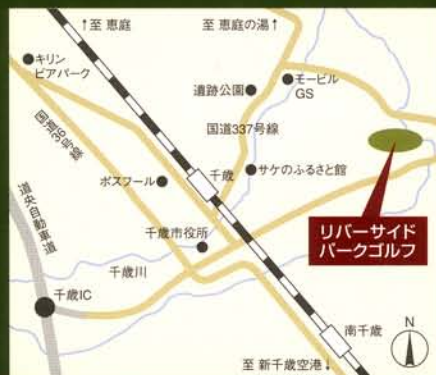 ↑至 恵庭
至 恵庭の湯↑
キリン
ビアパーク
遺跡公園
モービル
GS
国道36号線
国道337号線
ポスフール
千歳
サケのふるさと館
道央自動車道
リバーサイド
パークゴルフ
千歳市役所
千歳川
千歳IC
南千歳
N
至 新千歳空港↓